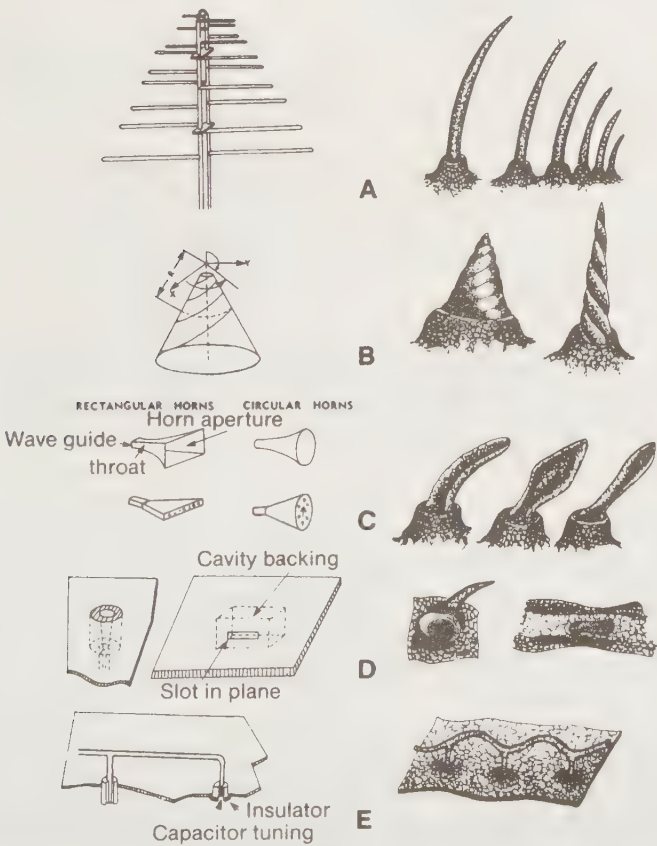 A
B
RECTANGULAR HORNS CIRCULAR HORNS
Horn aperture
Wave guide
throat
C
Cavity backing
D
Slot in plane
Insulator
Capacitor tuning
E